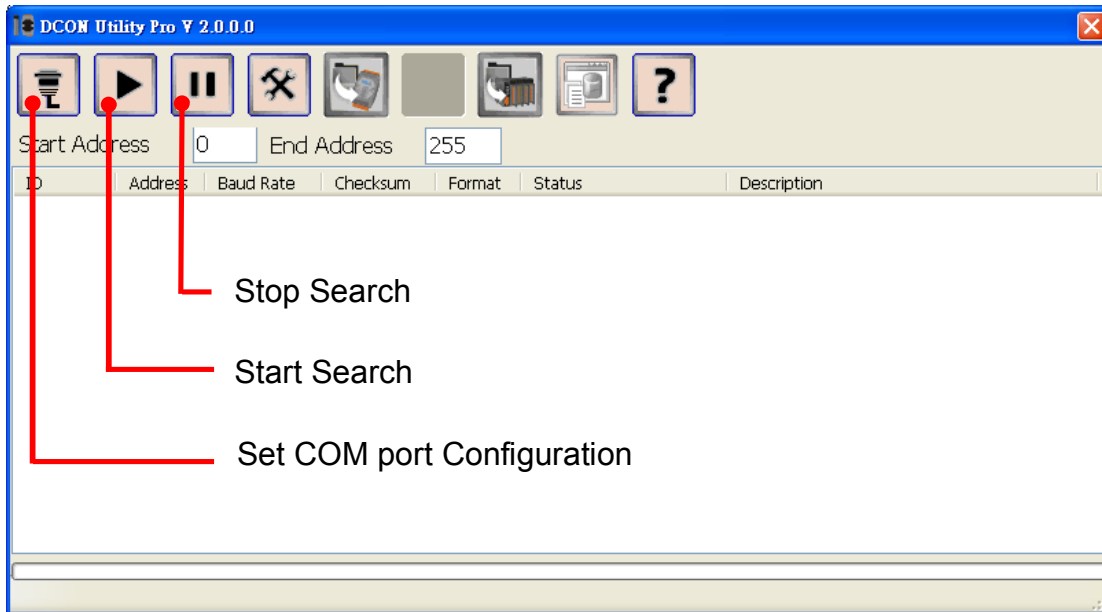 DCON Utility Pro V 2.0.0.0
?
Start Address 0 End Address 255
ID Address Baud Rate Checksum Format Status Description
Stop Search
Start Search
Set COM port Configuration